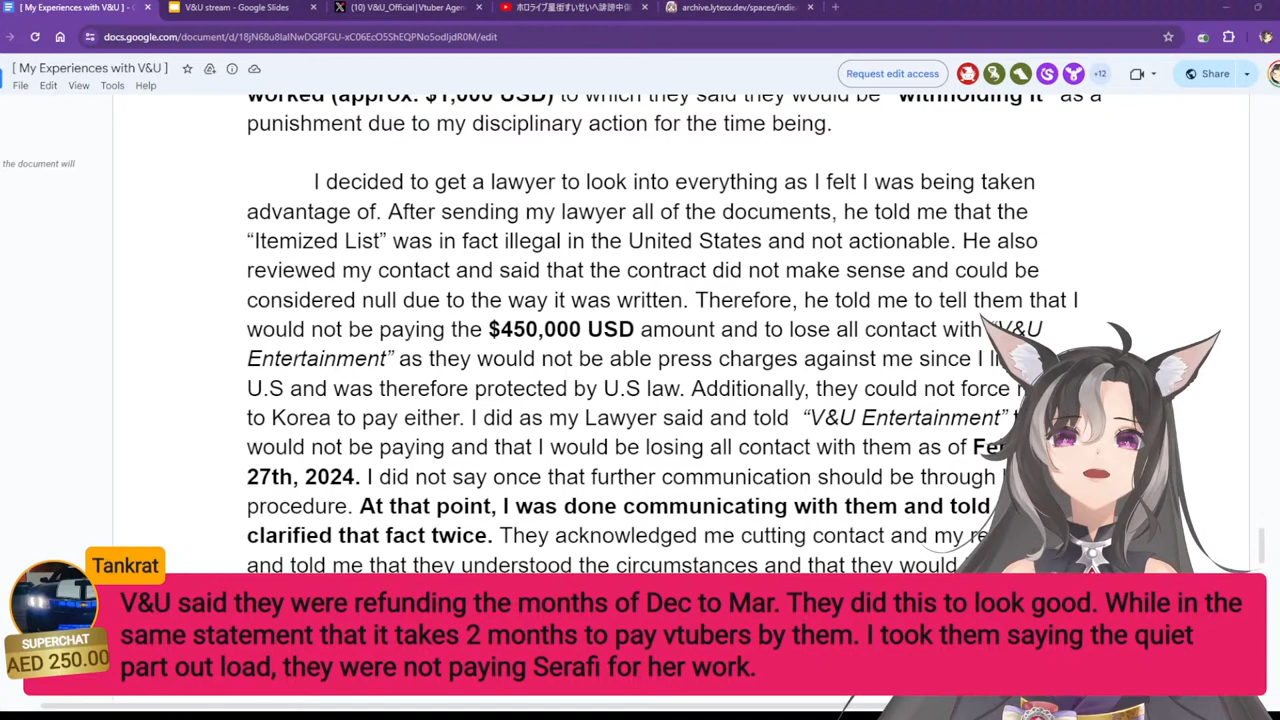 [ My Experiences with V&U ]
V&U stream - Google Slides
(10) V&U_Official|Vtuber Agen
archive.lytexx.dev/spaces/indie
docs.google.com/document/d/18jN68u8IaINwDG8FGU-xC06EcO5ShEQPNo5odIjdR0M/edit
[ My Experiences with V&U ]
File Edit View Tools Help
Request edit access
+12
Share
the document will
worked (approx. $1,000 USD) to which they said they would be "withholding it" as a
punishment due to my disciplinary action for the time being.
I decided to get a lawyer to look into everything as I felt I was being taken
advantage of. After sending my lawyer all of the documents, he told me that the
“Itemized List” was in fact illegal in the United States and not actionable. He also
reviewed my contact and said that the contract did not make sense and could be
considered null due to the way it was written. Therefore, he told me to tell them that I
would not be paying the $450,000 USD amount and to lose all contact with “V&U
Entertainment” as they would not be able press charges against me since I li
U.S and was therefore protected by U.S law. Additionally, they could not force
to Korea to pay either. I did as my Lawyer said and told “V&U Entertainment”
would not be paying and that I would be losing all contact with them as of Fe
27th, 2024. I did not say once that further communication should be through
procedure. At that point, I was done communicating with them and told
clarified that fact twice. They acknowledged me cutting contact and my re
and told me that they understood the circumstances and that they would
Tankrat
SUPERCHAT
AED 250.00
V&U said they were refunding the months of Dec to Mar. They did this to look good. While in the
same statement that it takes 2 months to pay vtubers by them. I took them saying the quiet
part out load, they were not paying Serafi for her work.